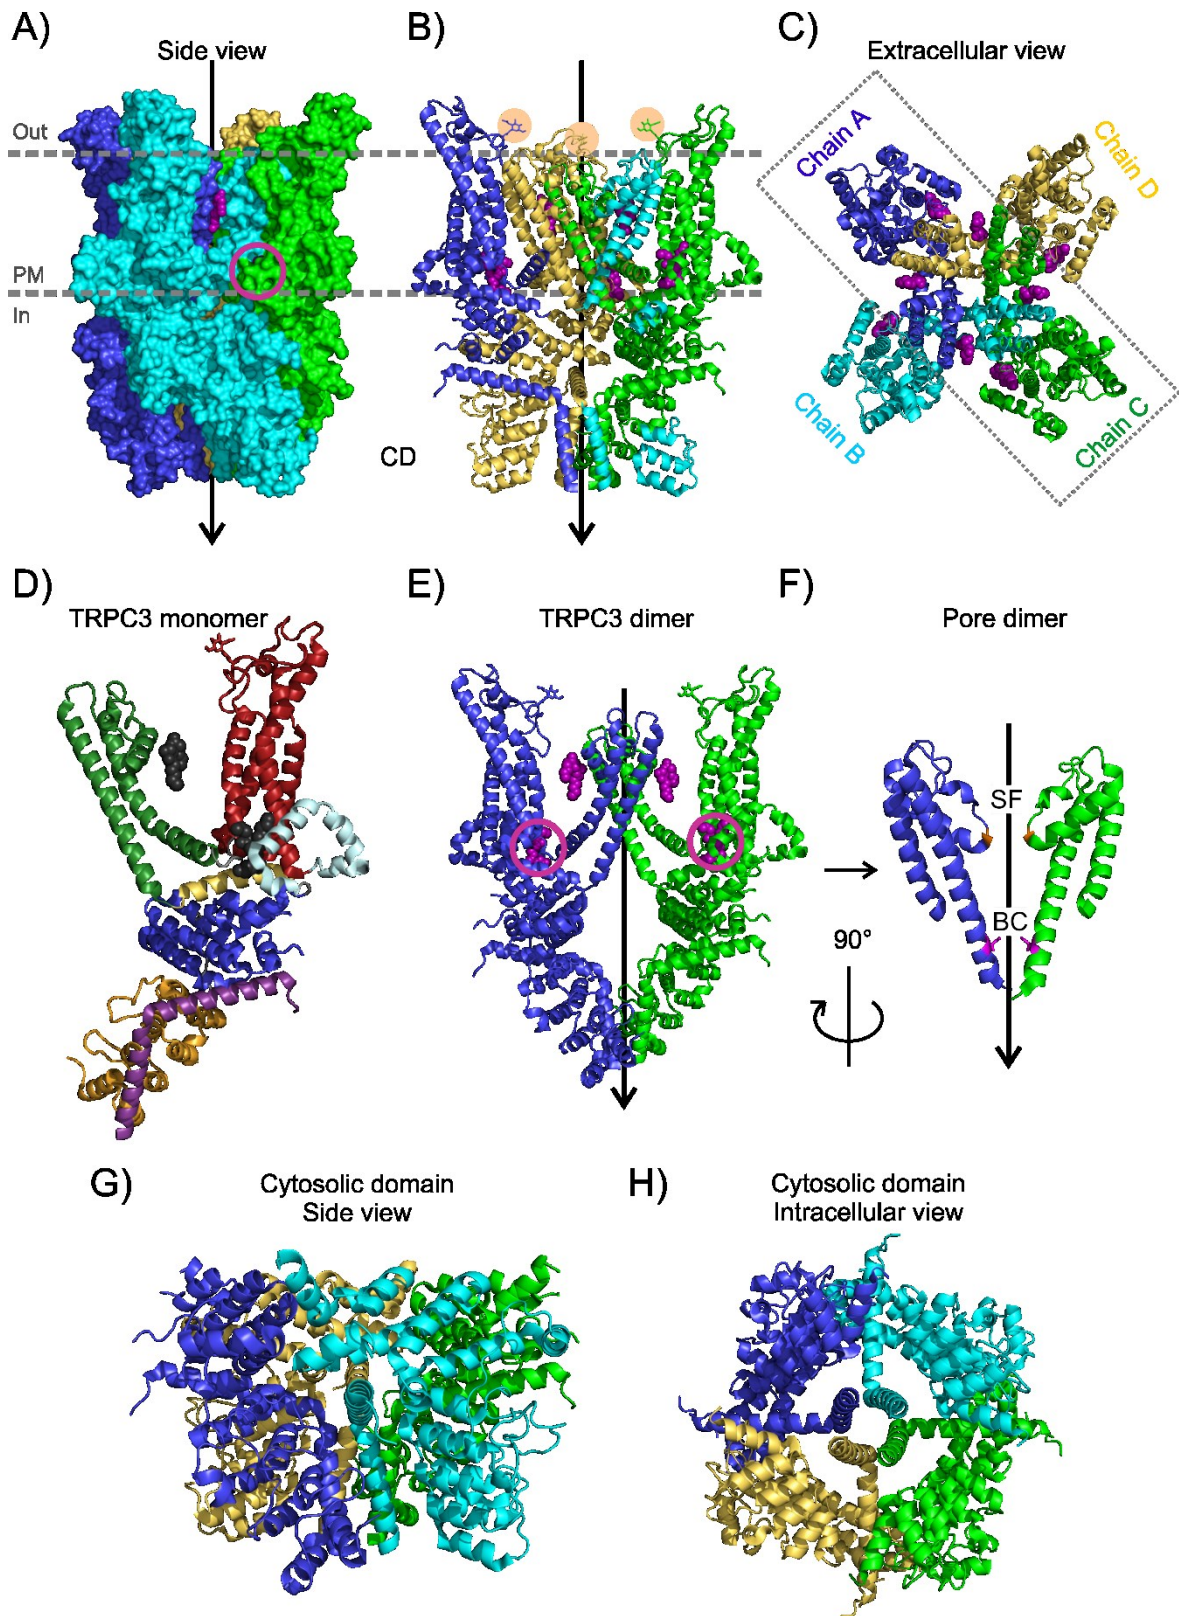 A)
Side view
Out
PM
In
B)
CD
C)
Extracellular view
Chain A
Chain D
Chain B
Chain C
D)
TRPC3 monomer
E)
TRPC3 dimer
90°
F)
Pore dimer
SF
BC
G)
Cytosolic domain
Side view
H)
Cytosolic domain
Intracellular view